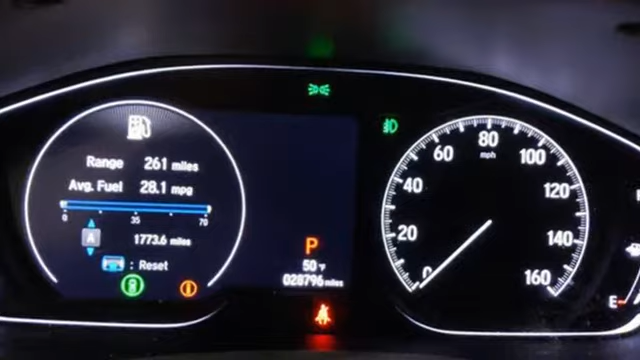 Range 261 miles
Avg. Fuel 28.1 mpg
0 35 70
A 1773.6 miles
: Reset
P
50 °F
028796 miles
0 20 40 60 80 100 120 140 160
mph
E